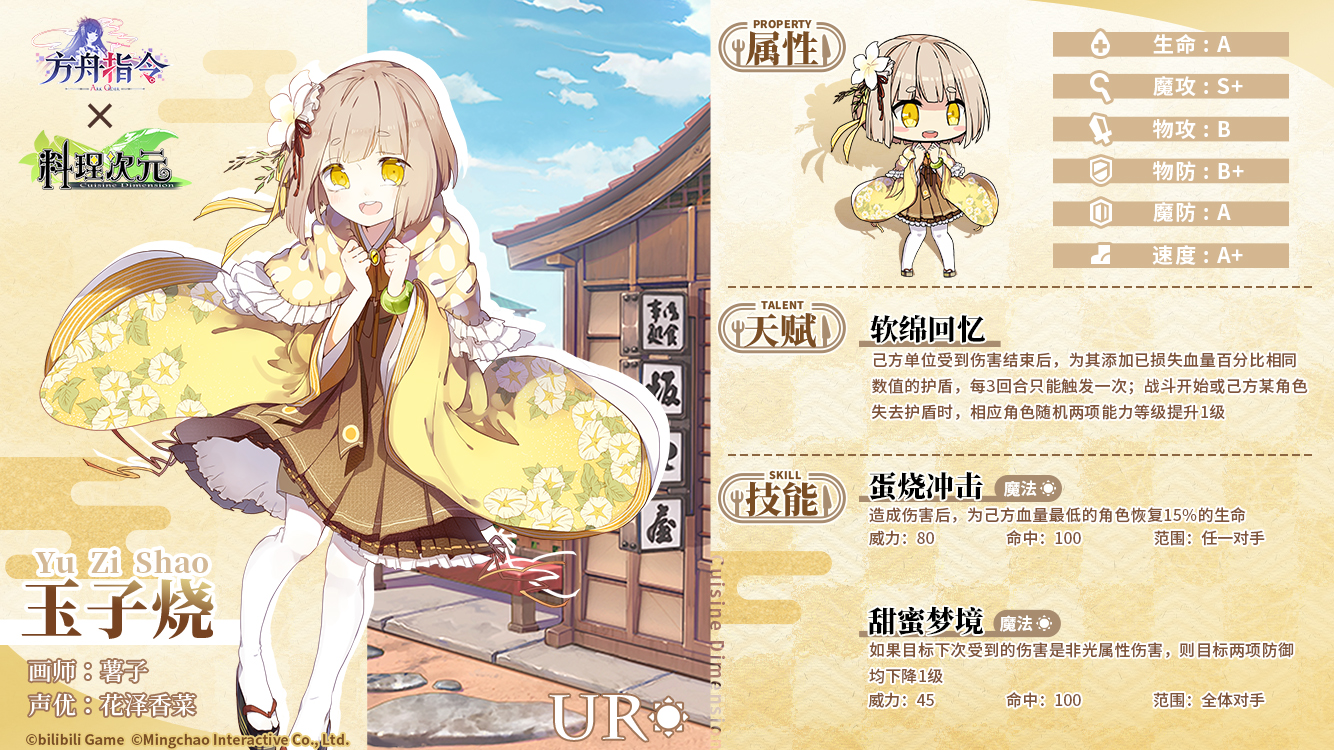 方舟指令
Ark Order
×
料理次元
Cuisine Dimension
Yu Zi Shao
玉子烧
画师：薯子
声优：花泽香菜
©bilibili Game ©Mingchao Interactive Co., Ltd.
坂
屋
UR
Cuisine Dimension
PROPERTY
属性
生命：A
魔攻：S+
物攻：B
物防：B+
魔防：A
速度：A+
TALENT
天赋
软绵回忆
己方单位受到伤害结束后，为其添加已损失血量百分比相同
数值的护盾，每3回合只能触发一次；战斗开始或己方某角色
失去护盾时，相应角色随机两项能力等级提升1级
SKILL
技能
蛋烧冲击 魔法
造成伤害后，为己方血量最低的角色恢复15%的生命
威力：80 命中：100 范围：任一对手
甜蜜梦境 魔法
如果目标下次受到的伤害是非光属性伤害，则目标两项防御
均下降1级
威力：45 命中：100 范围：全体对手